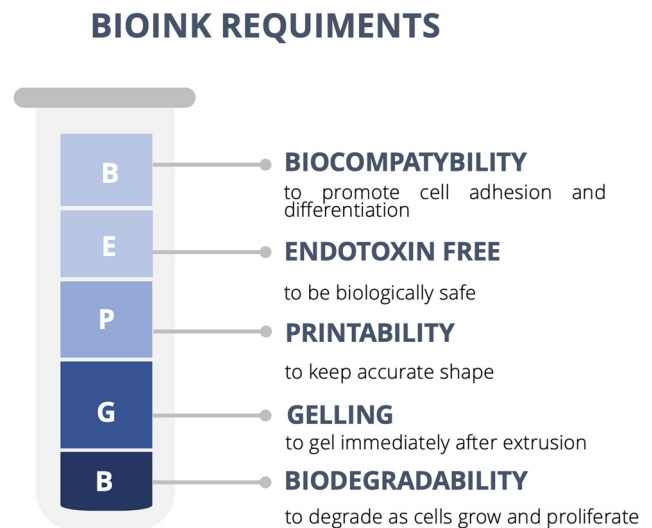 BIOINK REQUIMENTS
B
BIOCOMPATYBILITY
to promote cell adhesion and
differentiation
E
ENDOTOXIN FREE
to be biologically safe
P
PRINTABILITY
to keep accurate shape
G
GELLING
to gel immediately after extrusion
B
BIODEGRADABILITY
to degrade as cells grow and proliferate